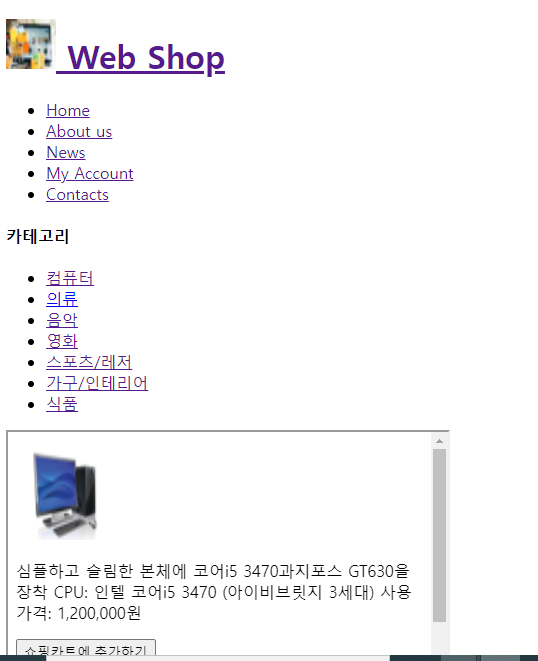 Web Shop
Home
About us
News
My Account
Contacts
카테고리
컴퓨터
의류
음악
영화
스포츠/레저
가구/인테리어
식품
심플하고 슬림한 본체에 코어i5 3470과지포스 GT630을
장착 CPU: 인텔 코어i5 3470 (아이비브릿지 3세대) 사용
가격: 1,200,000원
쇼핑카트에 추가하기